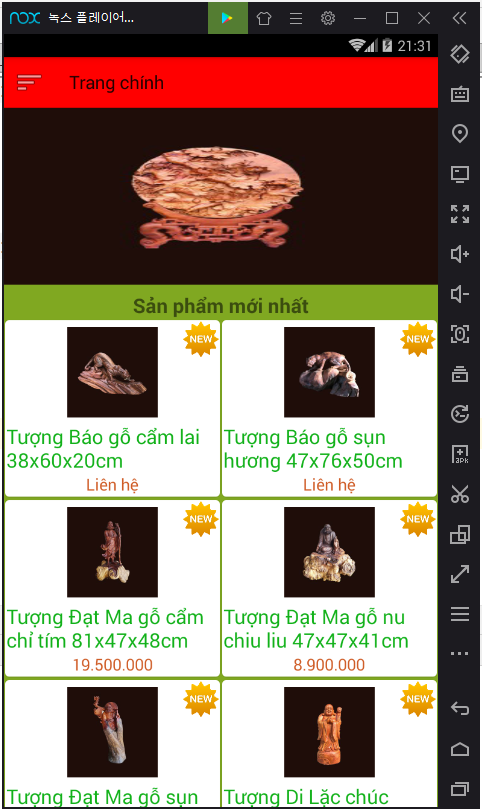 nox 녹스 플레이어...
21:31
Trang chính
Sản phẩm mới nhất
NEW
NEW
Tượng Báo gỗ cẩm lai
38x60x20cm
Liên hệ
Tượng Báo gỗ sụn
hương 47x76x50cm
Liên hệ
NEW
NEW
Tượng Đạt Ma gỗ cẩm
chỉ tím 81x47x48cm
19.500.000
Tượng Đạt Ma gỗ nu
chiu liu 47x47x41cm
8.900.000
NEW
NEW
Tượng Đạt Ma gỗ sụn
Tượng Di Lặc chúc